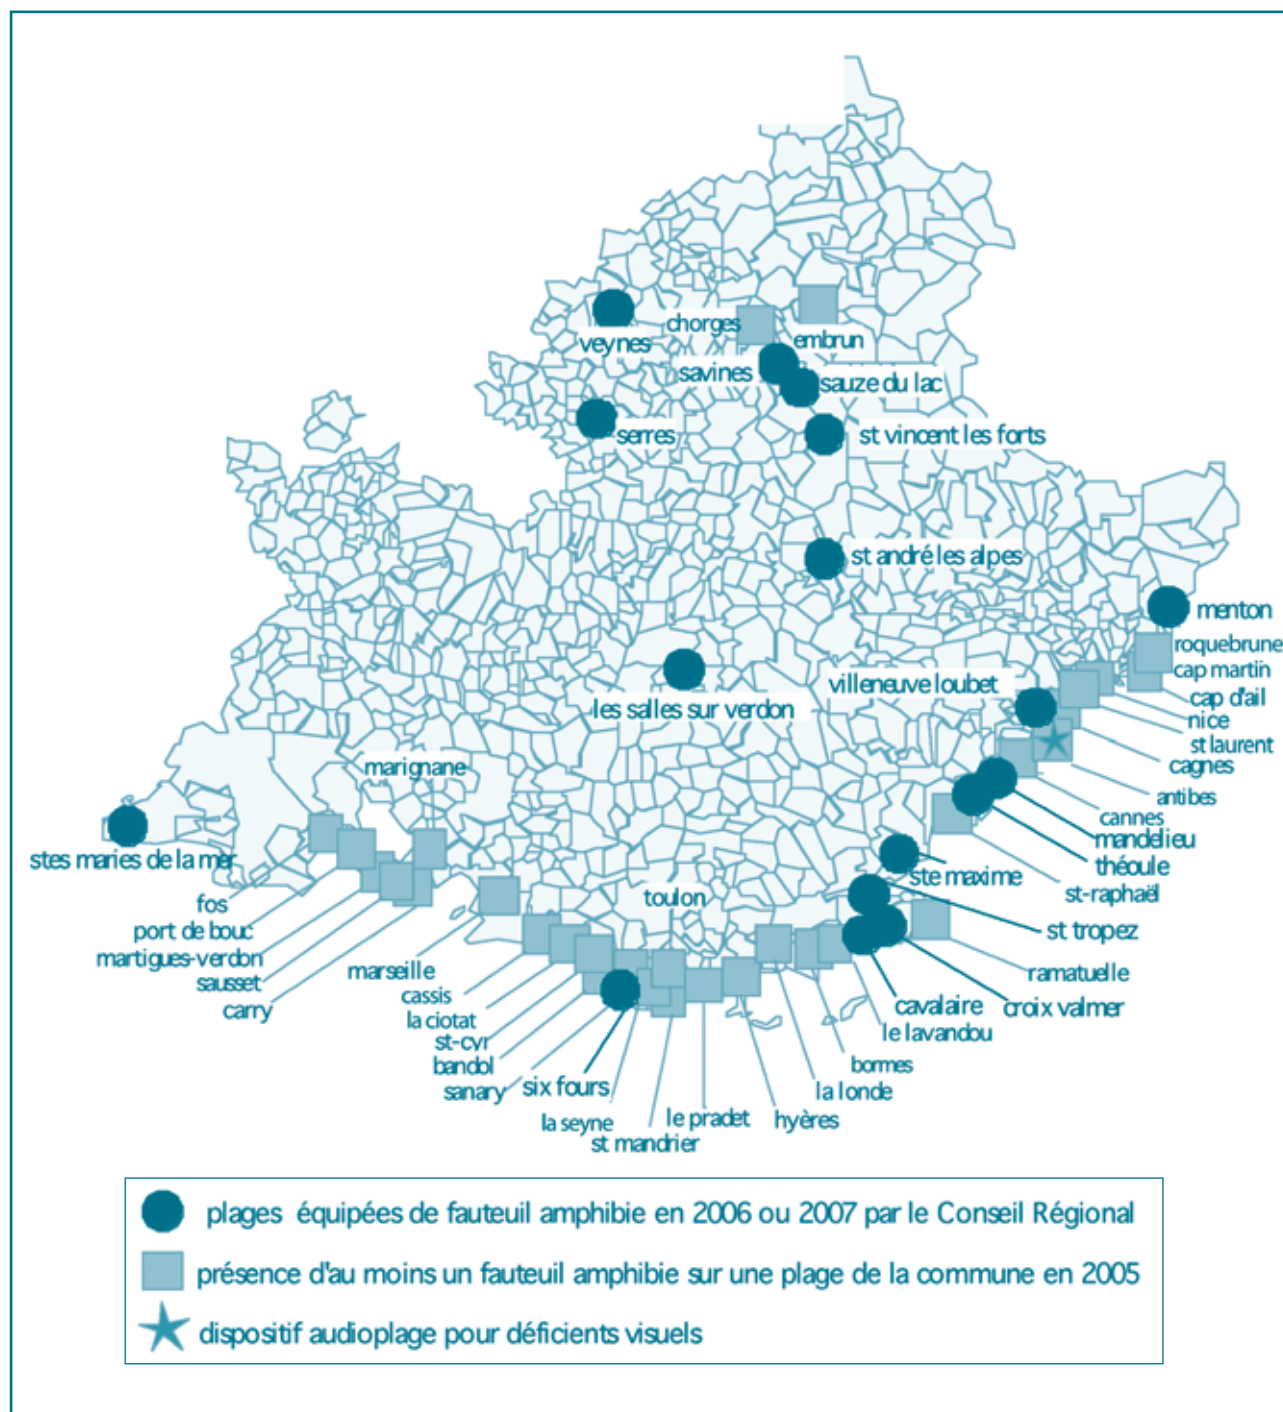 chorges
veynes
embrun
savines
sauze du lac
serres
st vincent les forts
st andré les alpes
menton
roquebrune
cap martin
villeneuve loubet
cap d'ail
les salles sur verdon
nice
st laurent
cagnes
marignane
antibes
cannes
mandelieu
stes maries de la mer
théoule
ste maxime
st-raphaël
toulon
fos
port de bouc
st tropez
martigues-verdon
marseille
ramatuelle
sausset
cassis
carry
cavalaire
croix valmer
la ciotat
le lavandou
st-cyr
bandol
bormes
sanary
six fours
la londe
la seyne
le pradet
hyères
st mandrier
plages équipées de fauteuil amphibie en 2006 ou 2007 par le Conseil Régional
présence d'au moins un fauteuil amphibie sur une plage de la commune en 2005
dispositif audioplage pour déficients visuels